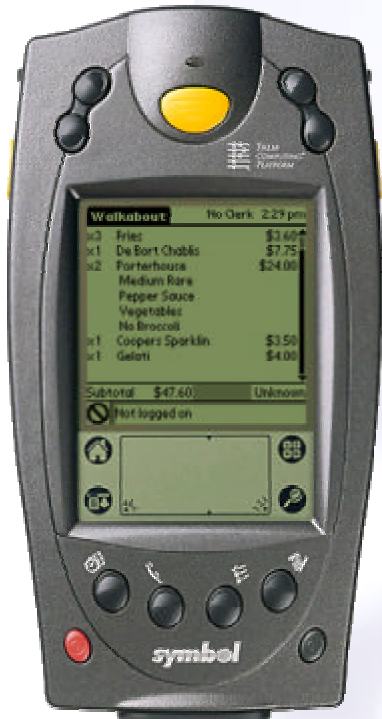 PALM
COMPUTING
PLATFORM
Walkabout No Clerk 2:29 pm
x3 Fries $3.60
x1 De Bort Chablis $7.75
x2 Porterhouse $24.00
Medium Rare
Pepper Sauce
Vegetables
No Broccoli
x1 Coopers Sparklin $3.50
x1 Gelati $4.00
Subtotal $47.60 Unknown
Not logged on
symbol